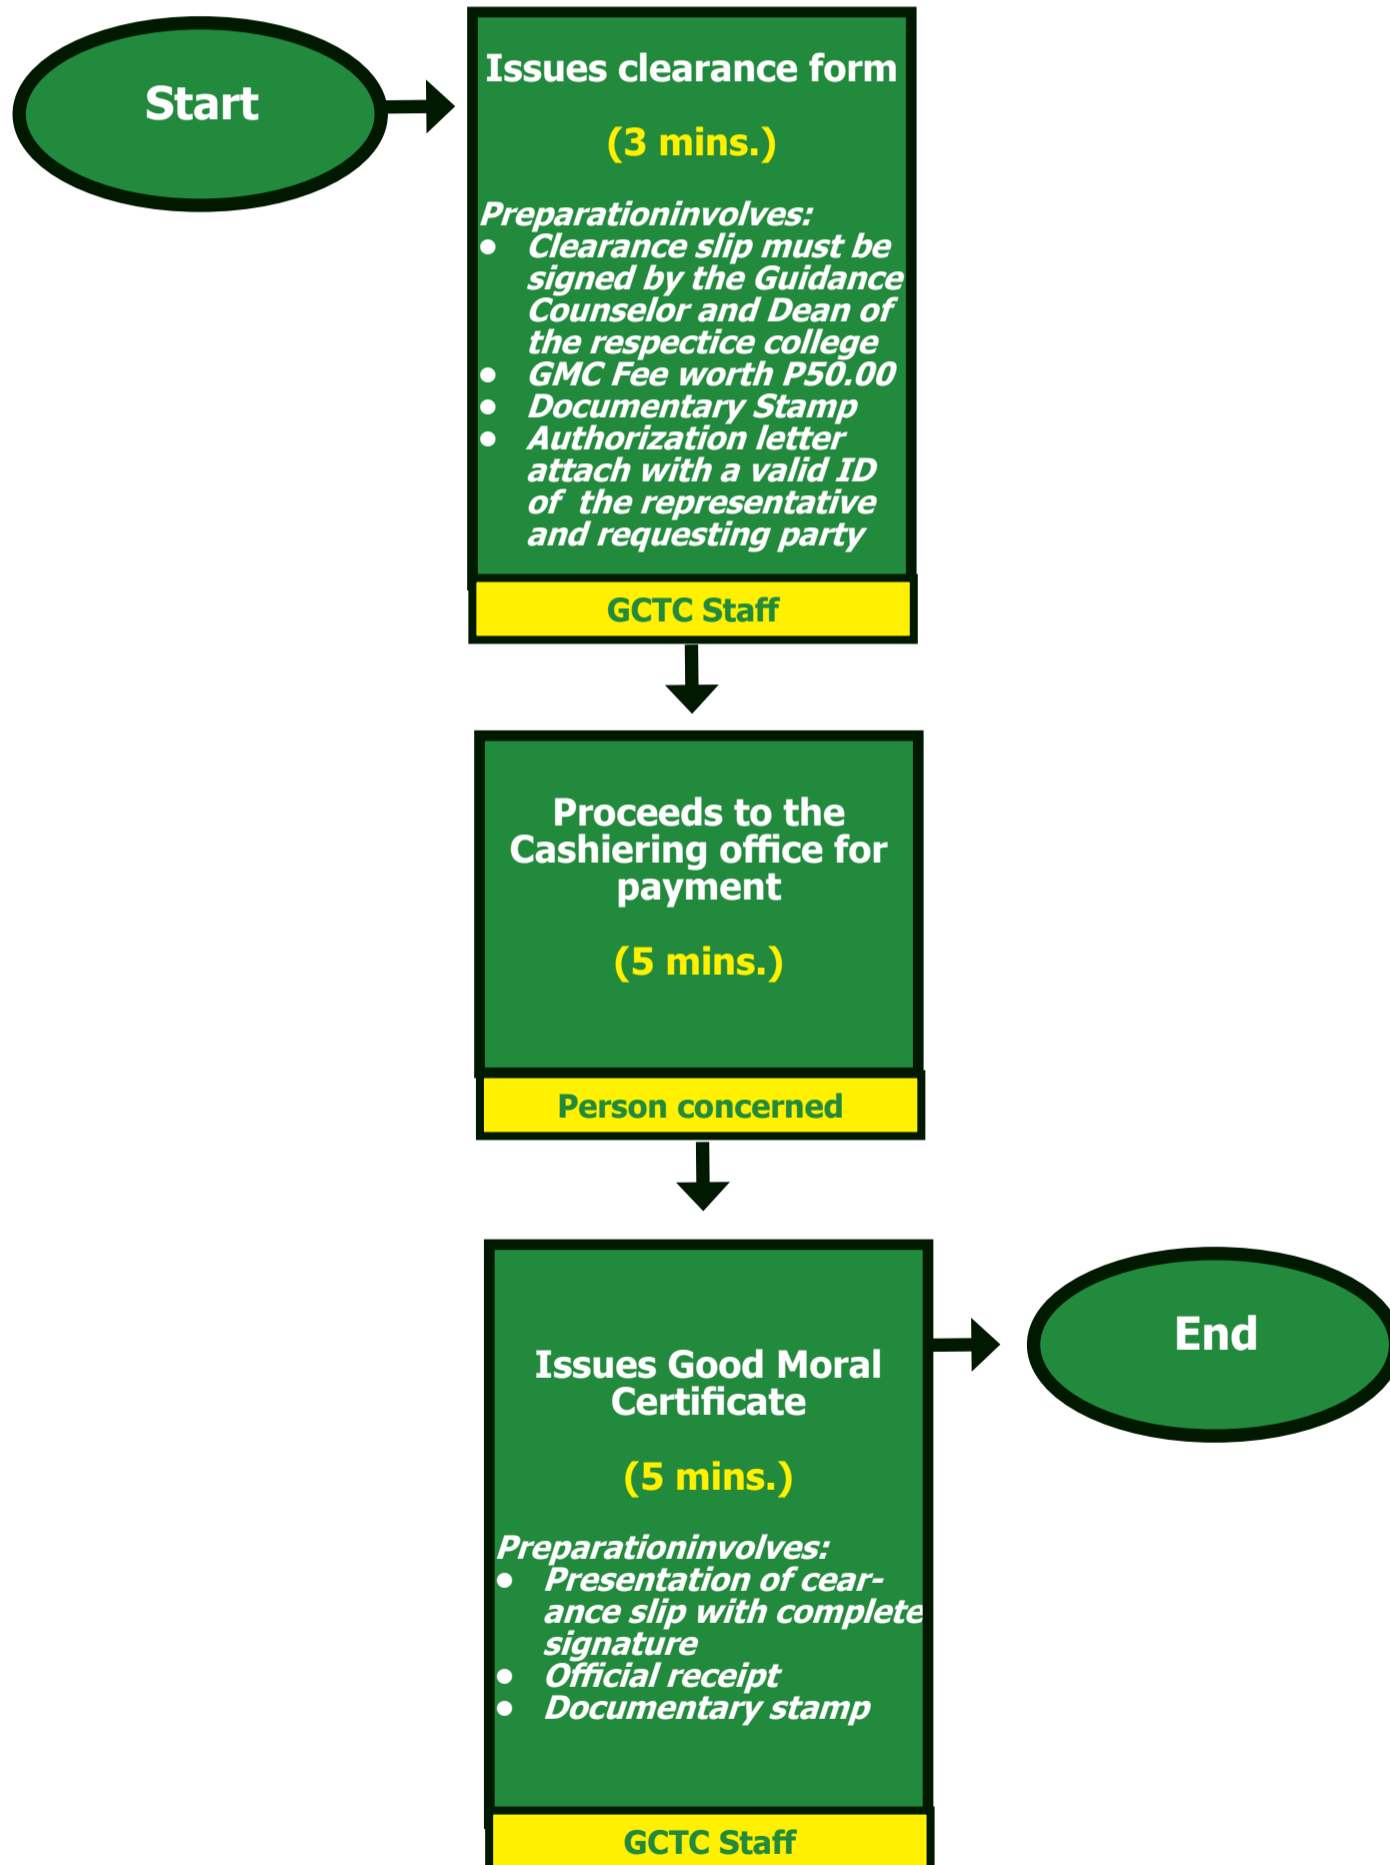 Start
Issues clearance form
(3 mins.)
Preparationinvolves:
● Clearance slip must be
signed by the Guidance
Counselor and Dean of
the respectice college
● GMC Fee worth P50.00
● Documentary Stamp
● Authorization letter
attach with a valid ID
of the representative
and requesting party
GCTC Staff
Proceeds to the
Cashiering office for
payment
(5 mins.)
Person concerned
Issues Good Moral
Certificate
(5 mins.)
Preparationinvolves:
● Presentation of cear-
ance slip with complete
signature
● Official receipt
● Documentary stamp
GCTC Staff
End